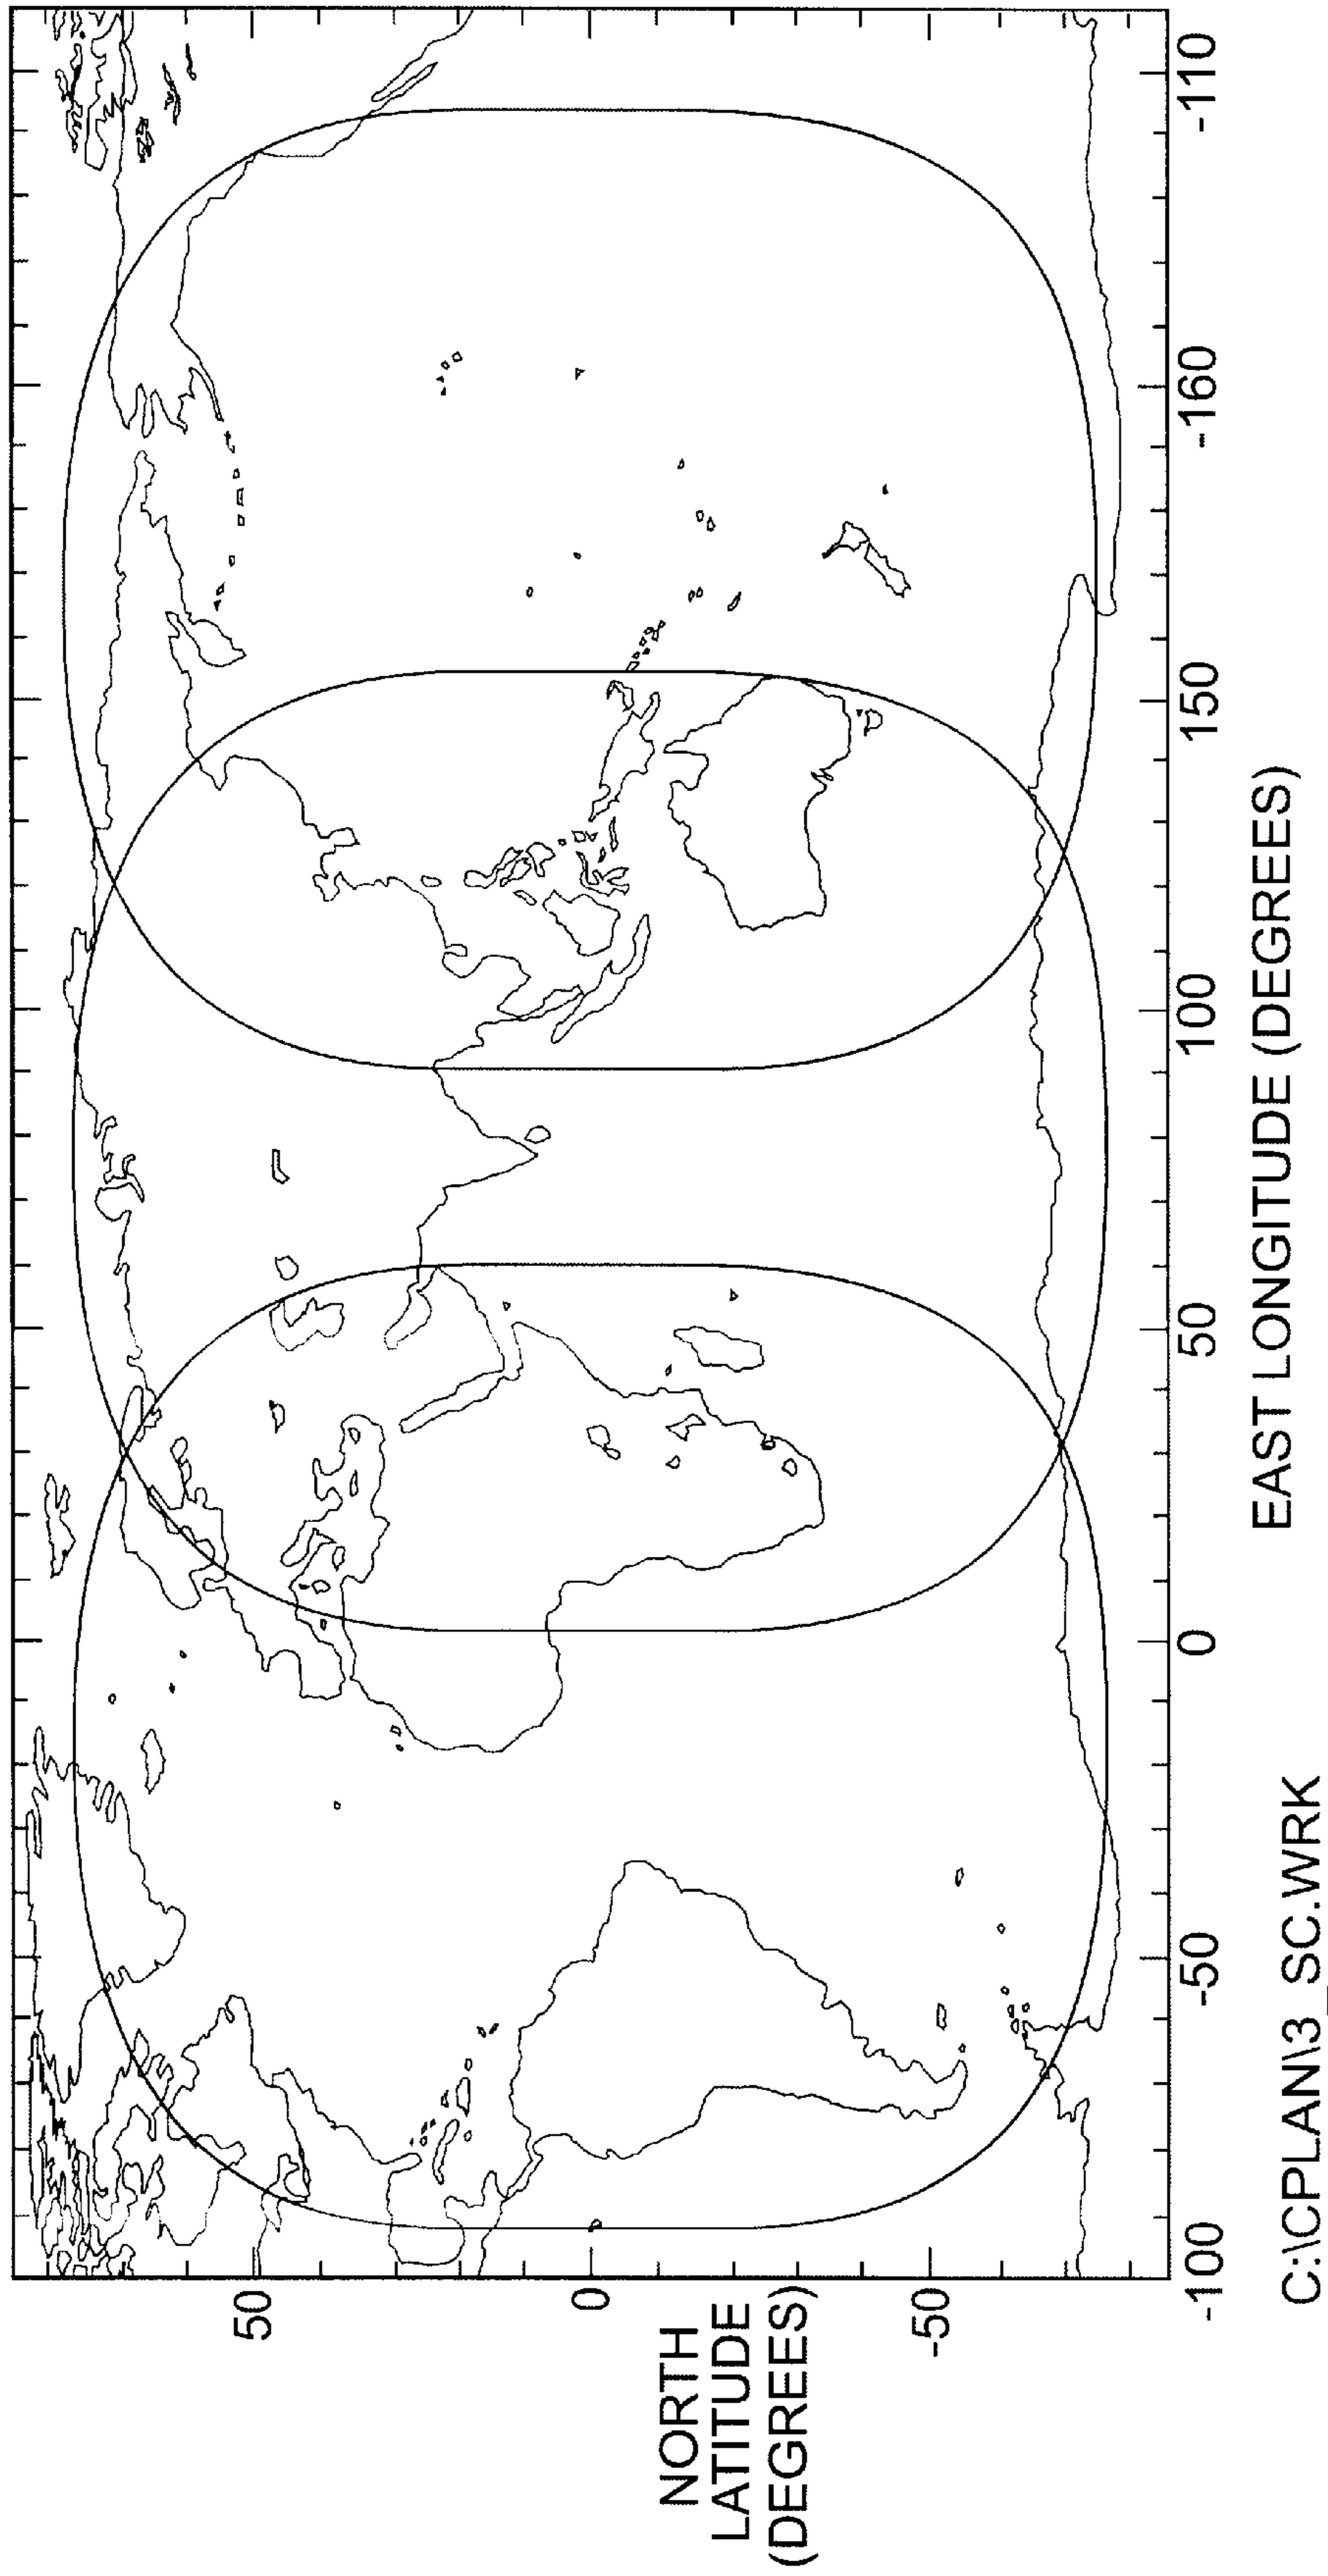 50
0
-50
NORTH
LATITUDE
(DEGREES)
-100
-50
0
50
100
150
-160
-110
EAST LONGITUDE (DEGREES)
C:\CPLAN\3_SC.WRK